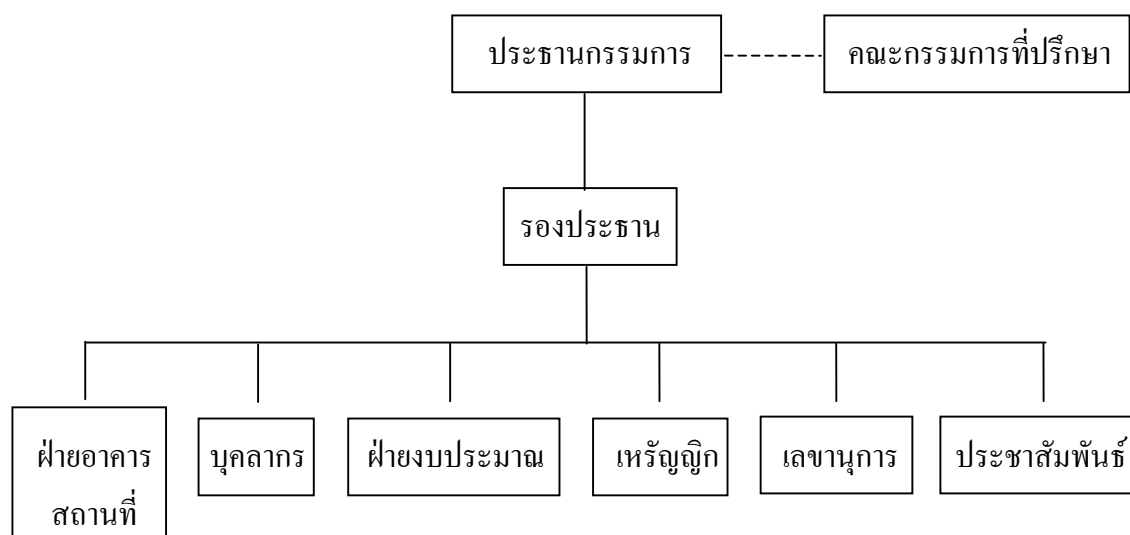 ประธานกรรมการ
คณะกรรมการที่ปรึกษา
รองประธาน
ฝ่ายอาคาร
สถานที่
บุคลากร
ฝ่ายงบประมาณ
เหรัญญิก
เลขานุการ
ประชาสัมพันธ์